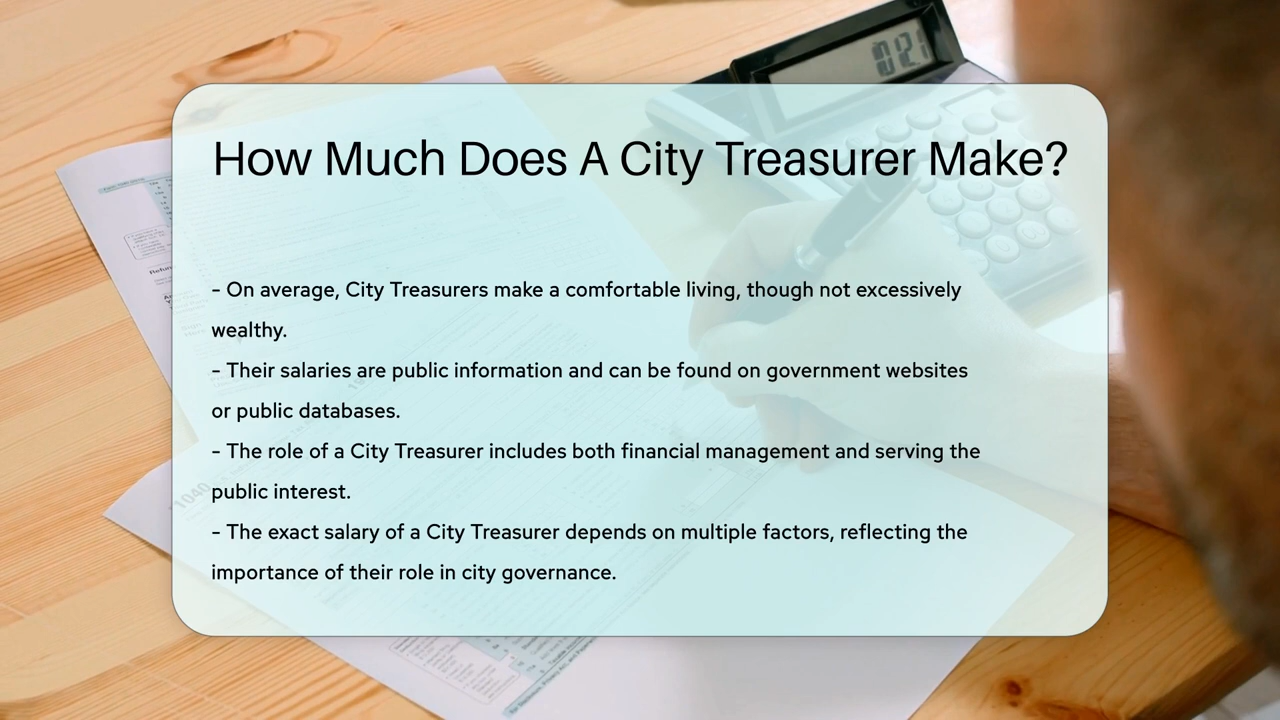 021
How Much Does A City Treasurer Make?
- On average, City Treasurers make a comfortable living, though not excessively
wealthy.
- Their salaries are public information and can be found on government websites
or public databases.
- The role of a City Treasurer includes both financial management and serving the
public interest.
- The exact salary of a City Treasurer depends on multiple factors, reflecting the
importance of their role in city governance.
1040